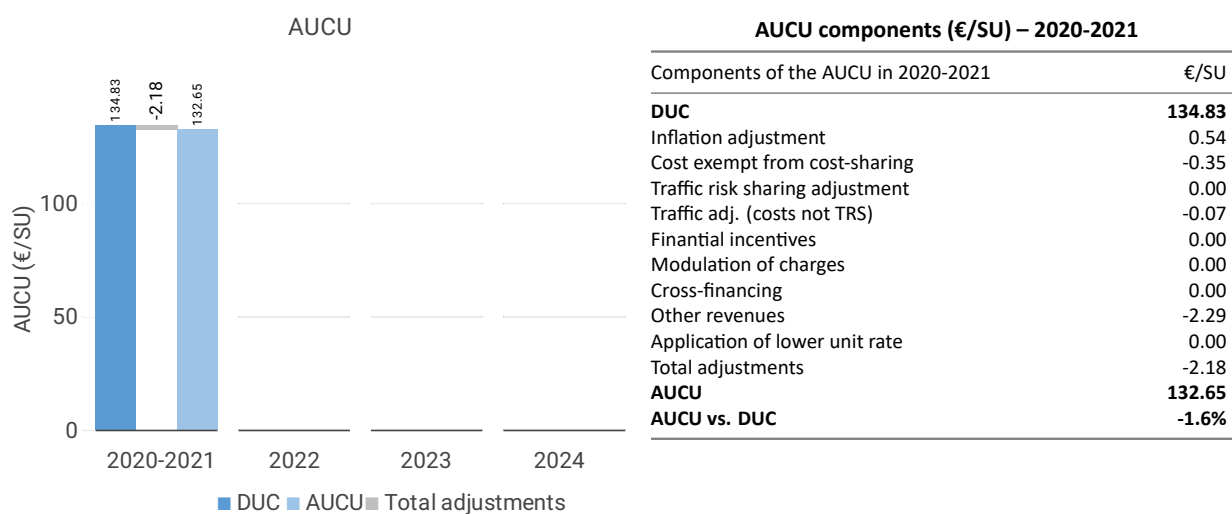 AUCU
134.83
-2.18
132.65
AUCU (€/SU)
100
50
0
2020-2021
2022
2023
2024
DUC AUCU Total adjustments
AUCU components (€/SU) – 2020-2021
Components of the AUCU in 2020-2021 €/SU
DUC 134.83
Inflation adjustment 0.54
Cost exempt from cost-sharing -0.35
Traffic risk sharing adjustment 0.00
Traffic adj. (costs not TRS) -0.07
Finantial incentives 0.00
Modulation of charges 0.00
Cross-financing 0.00
Other revenues -2.29
Application of lower unit rate 0.00
Total adjustments -2.18
AUCU 132.65
AUCU vs. DUC -1.6%